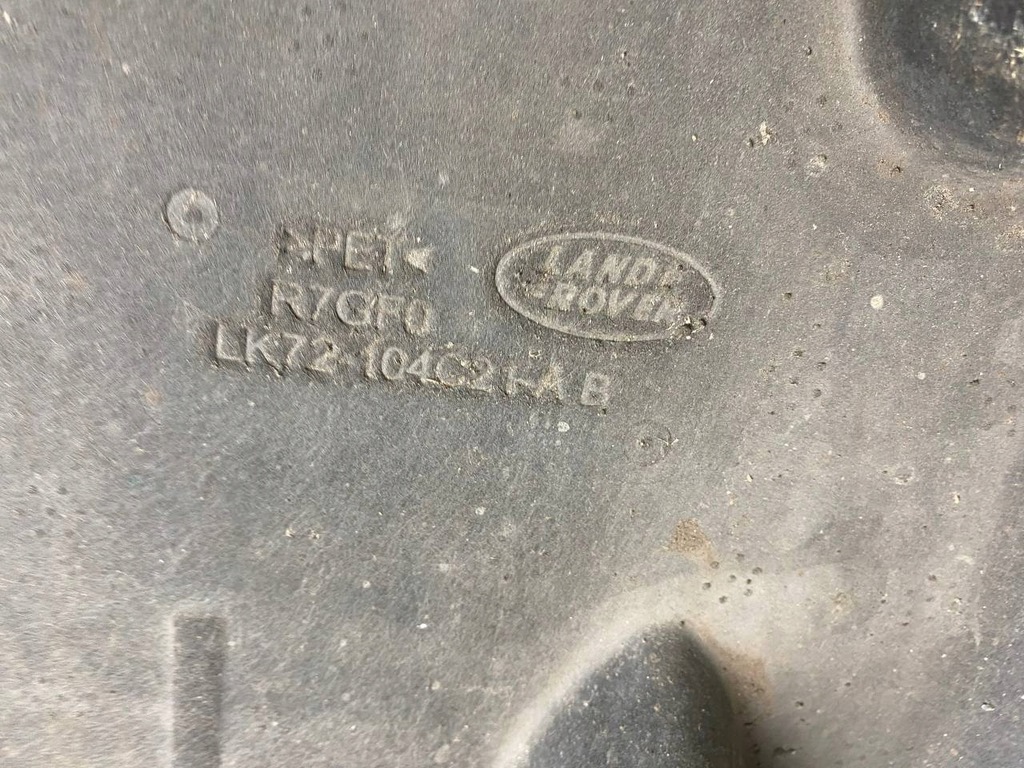 >PET<
R7GF0
LK72-104C21-AB
LAND
ROVER